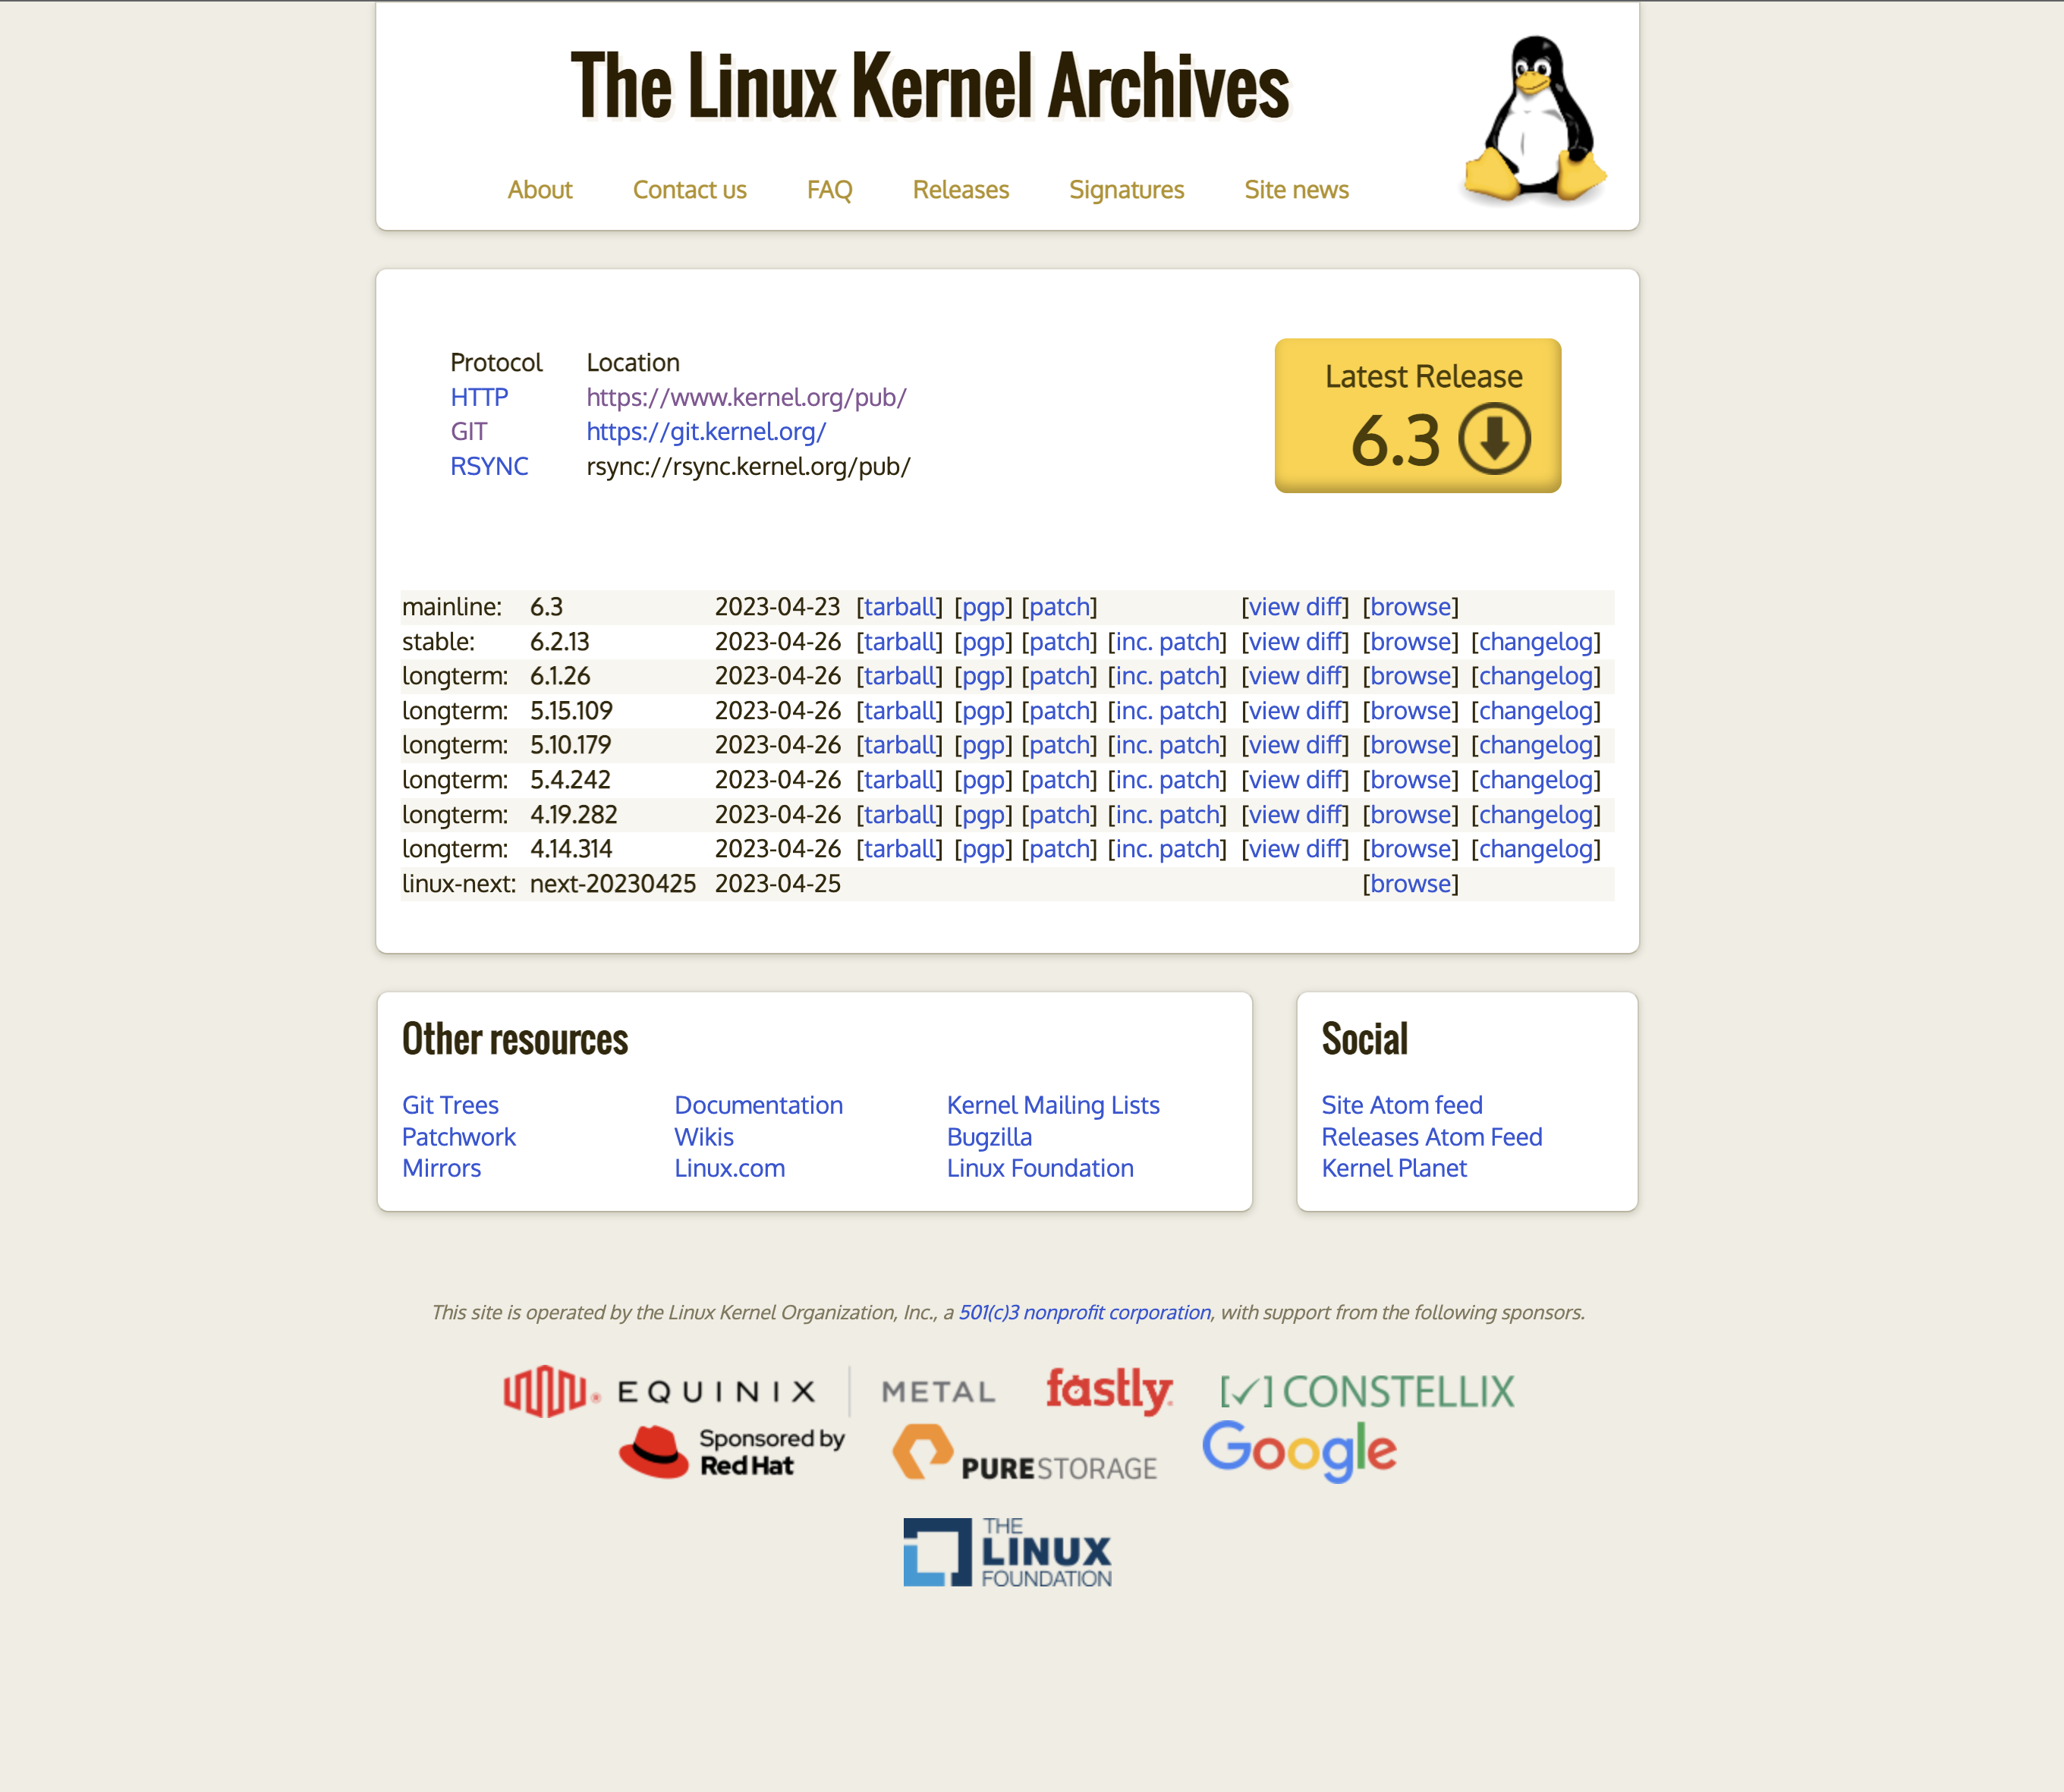 The Linux Kernel Archives
About Contact us FAQ Releases Signatures Site news
Protocol Location
HTTP https://www.kernel.org/pub/
GIT https://git.kernel.org/
RSYNC rsync://rsync.kernel.org/pub/
Latest Release
6.3
mainline: 6.3 2023-04-23 [tarball] [pgp] [patch] [view diff] [browse]
stable: 6.2.13 2023-04-26 [tarball] [pgp] [patch] [inc. patch] [view diff] [browse] [changelog]
longterm: 6.1.26 2023-04-26 [tarball] [pgp] [patch] [inc. patch] [view diff] [browse] [changelog]
longterm: 5.15.109 2023-04-26 [tarball] [pgp] [patch] [inc. patch] [view diff] [browse] [changelog]
longterm: 5.10.179 2023-04-26 [tarball] [pgp] [patch] [inc. patch] [view diff] [browse] [changelog]
longterm: 5.4.242 2023-04-26 [tarball] [pgp] [patch] [inc. patch] [view diff] [browse] [changelog]
longterm: 4.19.282 2023-04-26 [tarball] [pgp] [patch] [inc. patch] [view diff] [browse] [changelog]
longterm: 4.14.314 2023-04-26 [tarball] [pgp] [patch] [inc. patch] [view diff] [browse] [changelog]
linux-next: next-20230425 2023-04-25 [browse]
Other resources
Git Trees Documentation Kernel Mailing Lists
Patchwork Wikis Bugzilla
Mirrors Linux.com Linux Foundation
Social
Site Atom feed
Releases Atom Feed
Kernel Planet
This site is operated by the Linux Kernel Organization, Inc., a 501(c)3 nonprofit corporation, with support from the following sponsors.
EQUINIX METAL fastly CONSTELLIX
Sponsored by
Red Hat
PURESTORAGE
Google
THE
LINUX
FOUNDATION